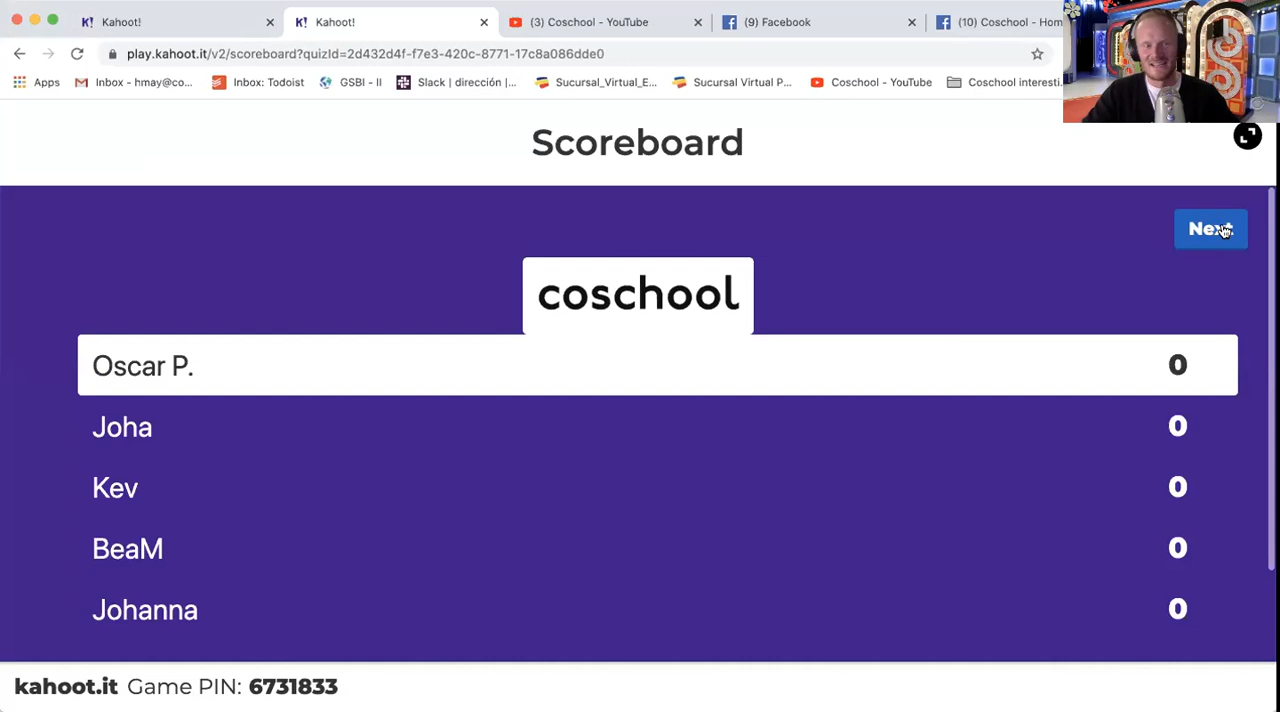 Kahoot!
Kahoot!
(3) Coschool - YouTube
(9) Facebook
(10) Coschool - Hom
play.kahoot.it/v2/scoreboard?quizId=2d432d4f-f7e3-420c-8771-17c8a086dde0
Apps
Inbox - hmay@co...
Inbox: Todoist
GSBI - II
Slack | dirección |...
Sucursal_Virtual_E...
Sucursal Virtual P...
Coschool - YouTube
Coschool interesti
Scoreboard
Next
coschool
Oscar P. 0
Joha 0
Kev 0
BeaM 0
Johanna 0
kahoot.it Game PIN: 6731833